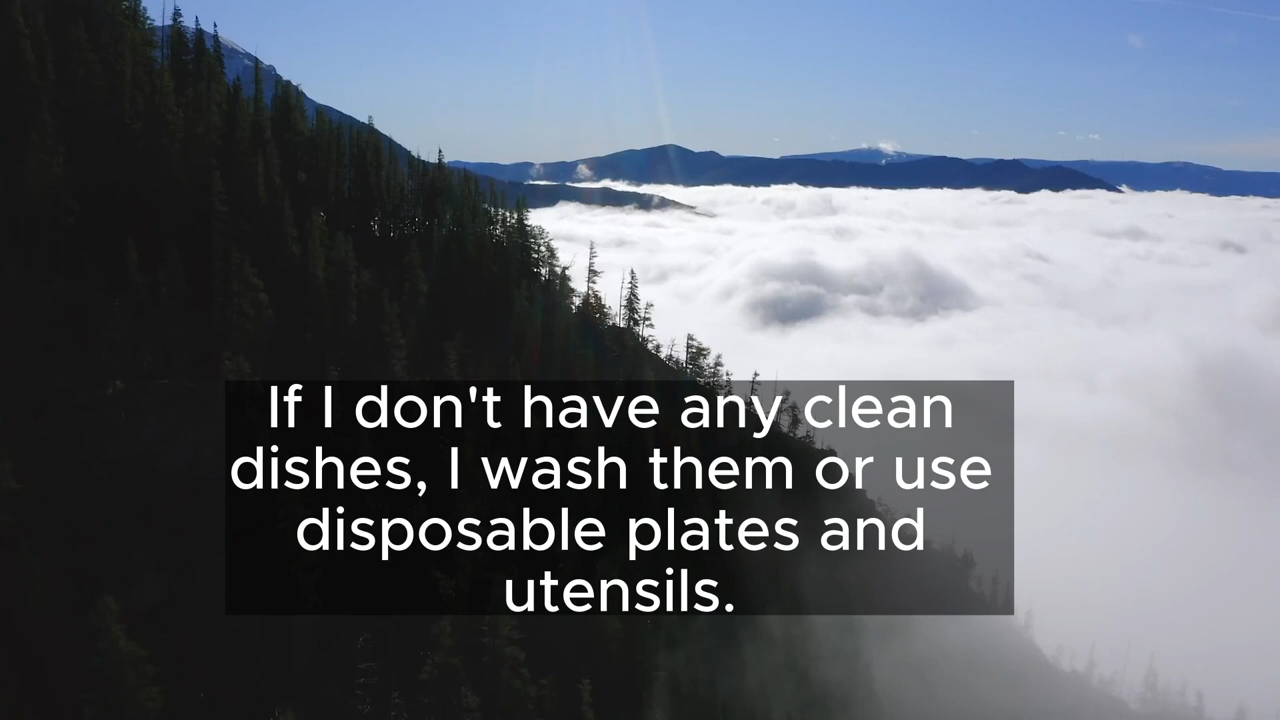 If I don't have any clean
dishes, I wash them or use
disposable plates and
utensils.